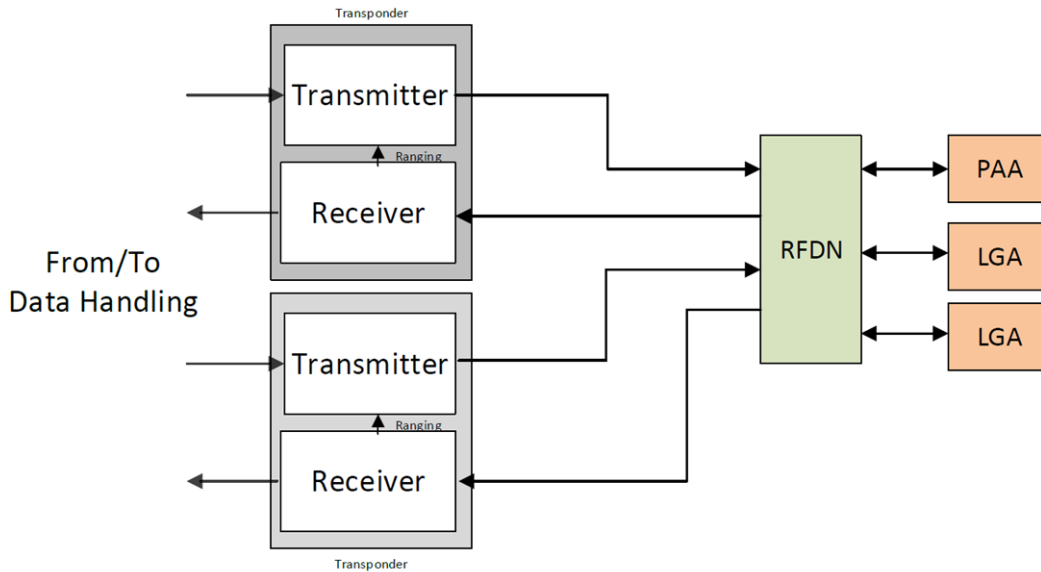 Transponder
Transmitter
Ranging
Receiver
From/To
Data Handling
Transmitter
Ranging
Receiver
Transponder
RFDN
PAA
LGA
LGA